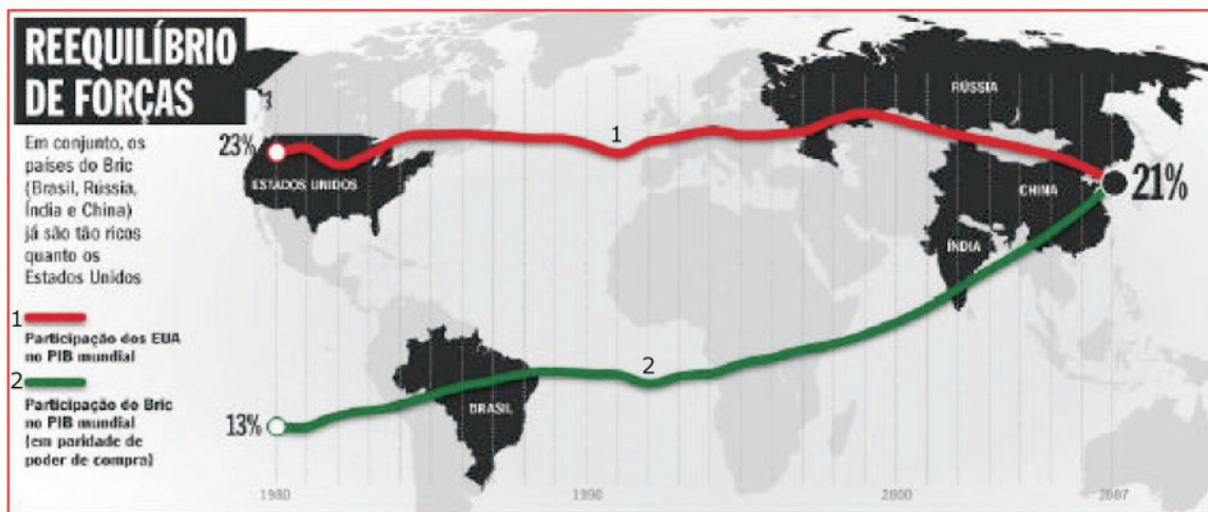 REEQUILÍBRIO
DE FORÇAS
Em conjunto, os
países do Bric
(Brasil, Rússia,
Índia e China)
já são tão ricos
quanto os
Estados Unidos
1
Participação dos EUA
no PIB mundial
2
Participação do Bric
no PIB mundial
(em paridade de
poder de compra)
23%
ESTADOS UNIDOS
1
RÚSSIA
CHINA
21%
ÍNDIA
2
BRASIL
13%
1980
1990
2000
2007